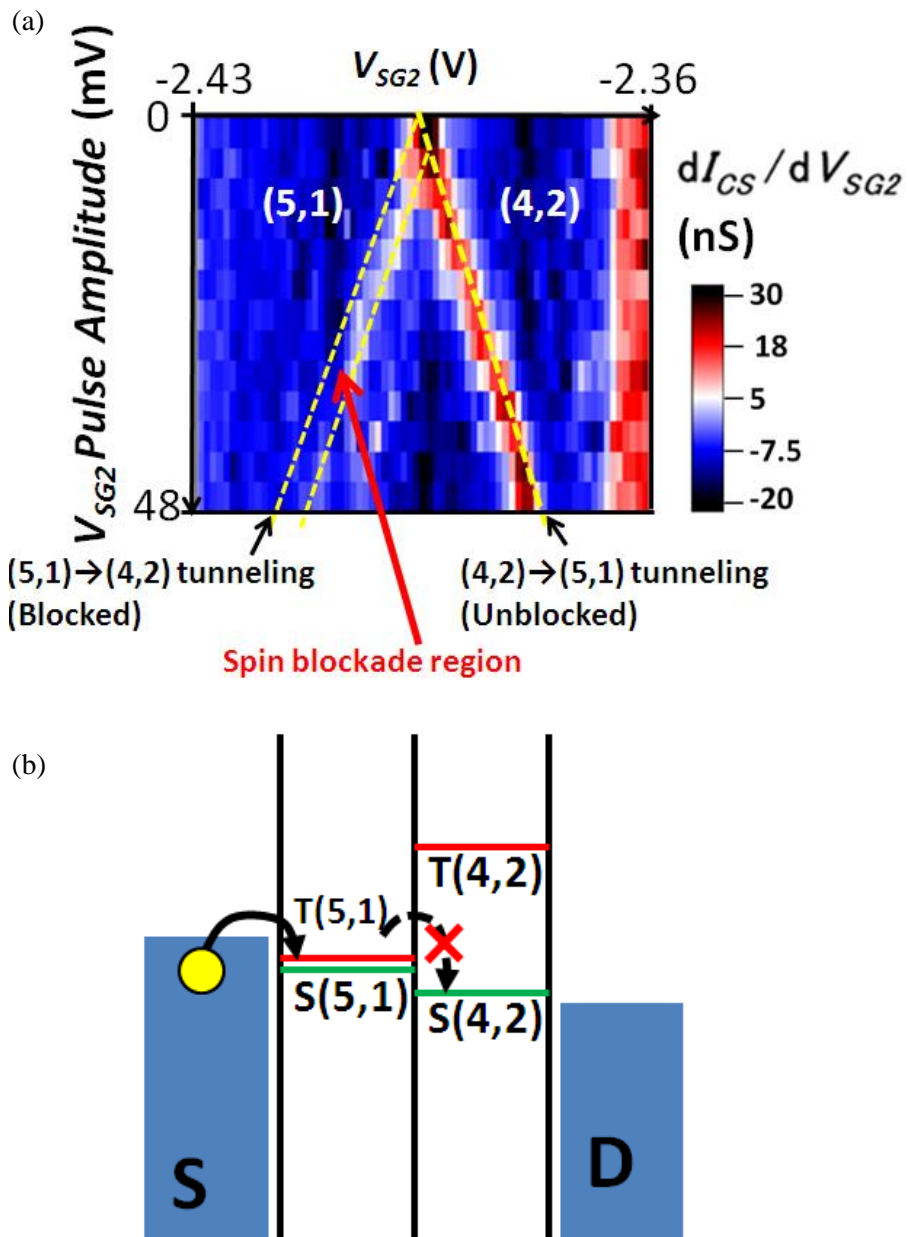 (a)
V_SG2 (V)
-2.43
-2.36
V_SG2 Pulse Amplitude (mV)
0
48
(5,1)
(4,2)
dI_CS / dV_SG2
(nS)
30
18
5
-7.5
-20
(5,1)→(4,2) tunneling
(Blocked)
(4,2)→(5,1) tunneling
(Unblocked)
Spin blockade region
(b)
T(4,2)
T(5,1)
S(5,1)
S(4,2)
S
D